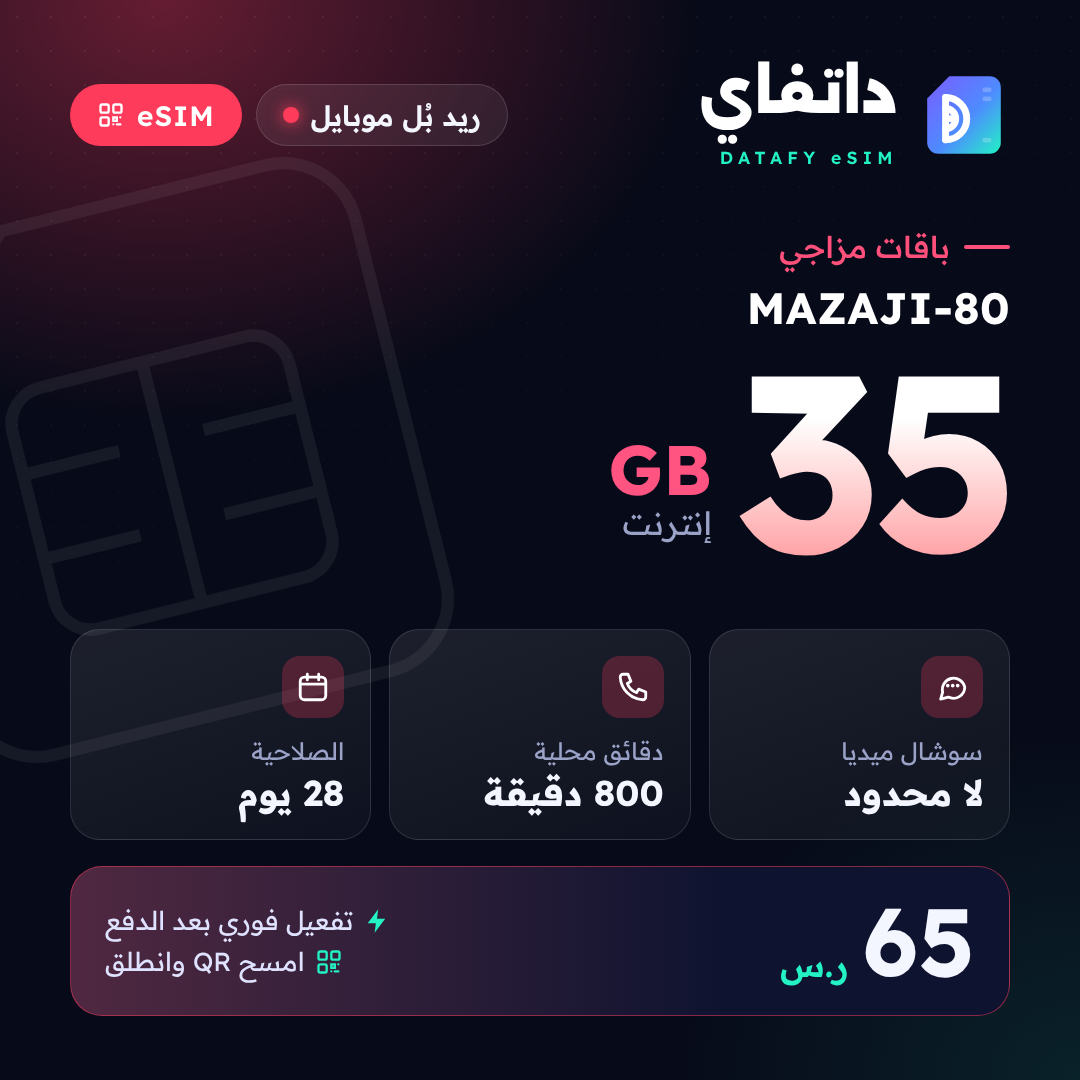 داتفاي
DATAFY eSIM
ريد بُل موبايل
eSIM
باقات مزاجي
MAZAJI-80
35
GB
إنترنت
سوشال ميديا
لا محدود
دقائق محلية
800 دقيقة
الصلاحية
28 يوم
65 ر.س
تفعيل فوري بعد الدفع
امسح QR وانطلق